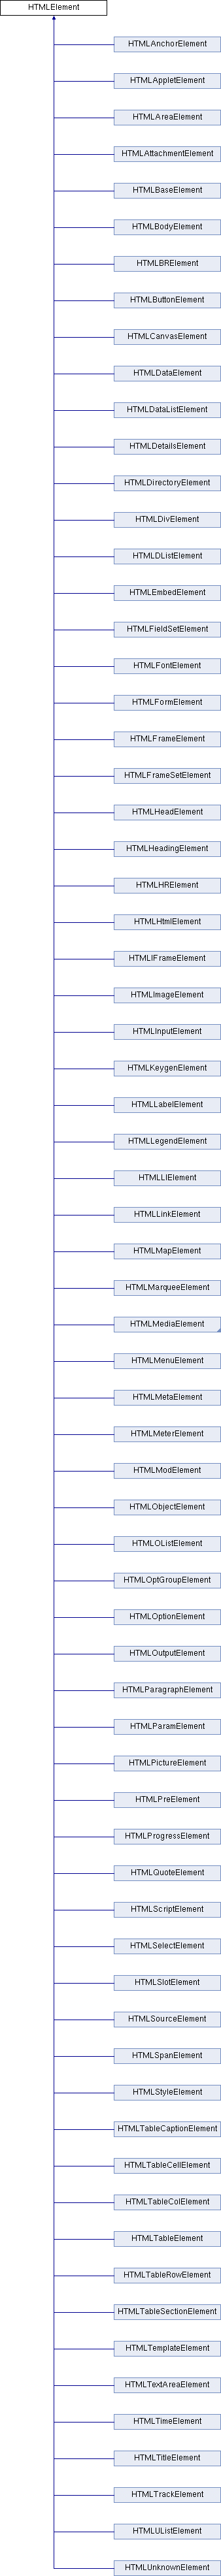 HTMLElement
HTMLAnchorElement
HTMLAppletElement
HTMLAreaElement
HTMLAttachmentElement
HTMLBaseElement
HTMLBodyElement
HTMLBRElement
HTMLButtonElement
HTMLCanvasElement
HTMLDataElement
HTMLDataListElement
HTMLDetailsElement
HTMLDirectoryElement
HTMLDivElement
HTMLDListElement
HTMLEmbedElement
HTMLFieldSetElement
HTMLFontElement
HTMLFormElement
HTMLFrameElement
HTMLFrameSetElement
HTMLHeadElement
HTMLHeadingElement
HTMLHRElement
HTMLHtmlElement
HTMLIFrameElement
HTMLImageElement
HTMLInputElement
HTMLKeygenElement
HTMLLabelElement
HTMLLegendElement
HTMLLIElement
HTMLLinkElement
HTMLMapElement
HTMLMarqueeElement
HTMLMediaElement
HTMLMenuElement
HTMLMetaElement
HTMLMeterElement
HTMLModElement
HTMLObjectElement
HTMLOListElement
HTMLOptGroupElement
HTMLOptionElement
HTMLOutputElement
HTMLParagraphElement
HTMLParamElement
HTMLPictureElement
HTMLPreElement
HTMLProgressElement
HTMLQuoteElement
HTMLScriptElement
HTMLSelectElement
HTMLSlotElement
HTMLSourceElement
HTMLSpanElement
HTMLStyleElement
HTMLTableCaptionElement
HTMLTableCellElement
HTMLTableColElement
HTMLTableElement
HTMLTableRowElement
HTMLTableSectionElement
HTMLTemplateElement
HTMLTextAreaElement
HTMLTimeElement
HTMLTitleElement
HTMLTrackElement
HTMLUListElement
HTMLUnknownElement